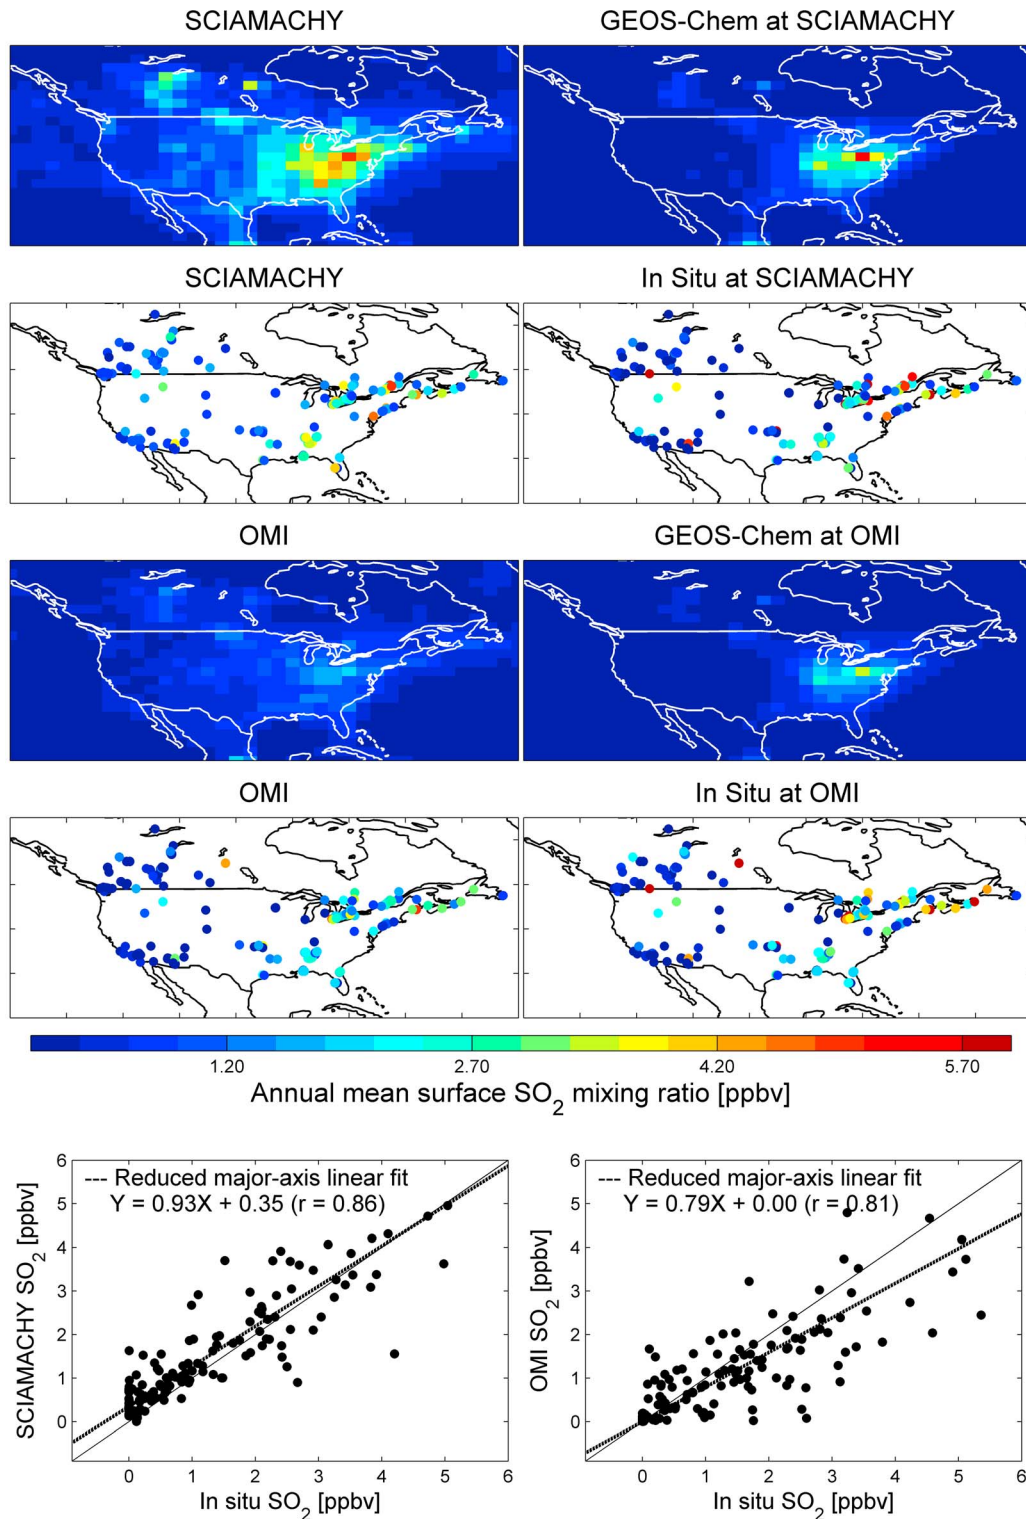 SCIAMACHY
GEOS-Chem at SCIAMACHY
SCIAMACHY
In Situ at SCIAMACHY
OMI
GEOS-Chem at OMI
OMI
In Situ at OMI
1.20 2.70 4.20 5.70
Annual mean surface SO₂ mixing ratio [ppbv]
--- Reduced major-axis linear fit
Y = 0.93X + 0.35 (r = 0.86)
SCIAMACHY SO₂ [ppbv]
6
5
4
3
2
1
0
0 1 2 3 4 5 6
In situ SO₂ [ppbv]
--- Reduced major-axis linear fit
Y = 0.79X + 0.00 (r = 0.81)
OMI SO₂ [ppbv]
6
5
4
3
2
1
0
0 1 2 3 4 5 6
In situ SO₂ [ppbv]